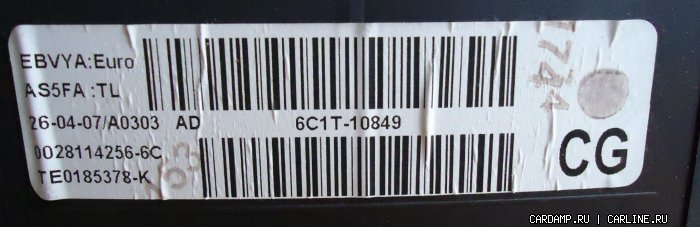 EBVYA:Euro
AS5FA :TL
26-04-07/A0303 AD 6C1T-10849
0028114256-6C
TE0185378-K
CG
CARDAMP.RU | CARLINE.RU